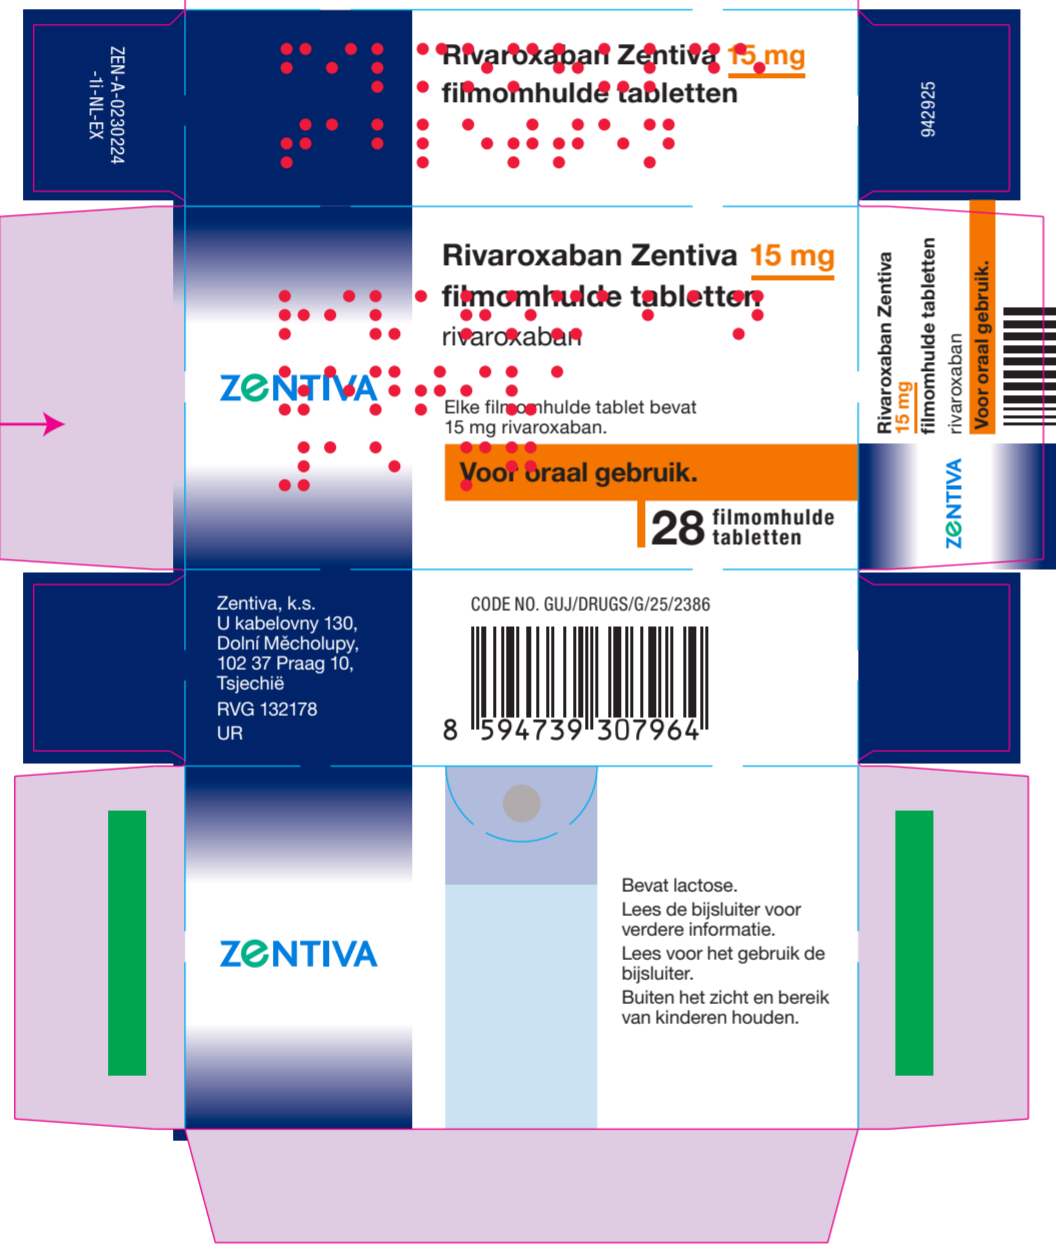 ZEN-A-0230224
-1i-NL-EX
Rivaroxaban Zentiva 15 mg
filmomhulde tabletten
942925
Rivaroxaban Zentiva 15 mg
filmomhulde tabletten
rivaroxaban
ZENTIVA
Elke filmomhulde tablet bevat
15 mg rivaroxaban.
Voor oraal gebruik.
28 filmomhulde
tabletten
Rivaroxaban Zentiva
15 mg
filmomhulde tabletten
rivaroxaban
Voor oraal gebruik.
ZENTIVA
Zentiva, k.s.
U kabelovny 130,
Dolní Měcholupy,
102 37 Praag 10,
Tsjechië
RVG 132178
UR
CODE NO. GUJ/DRUGS/G/25/2386
8 594739 307964
ZENTIVA
Bevat lactose.
Lees de bijsluiter voor
verdere informatie.
Lees voor het gebruik de
bijsluiter.
Buiten het zicht en bereik
van kinderen houden.